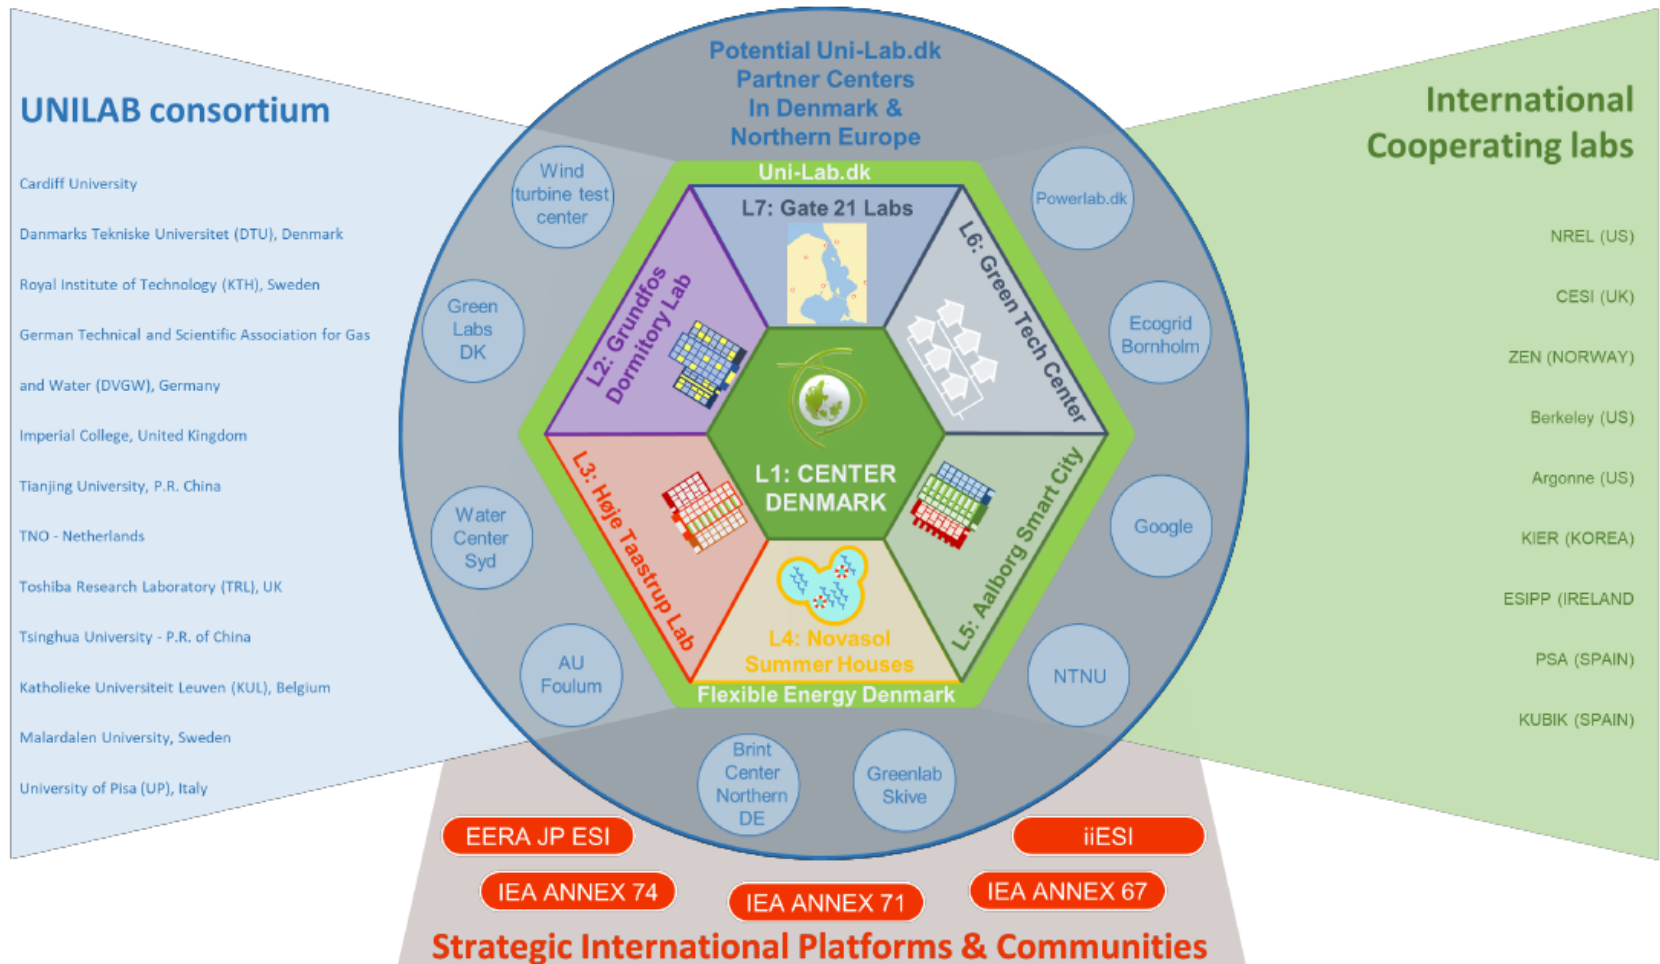 UNILAB consortium
Cardiff University
Danmarks Tekniske Universitet (DTU), Denmark
Royal Institute of Technology (KTH), Sweden
German Technical and Scientific Association for Gas
and Water (DVGW), Germany
Imperial College, United Kingdom
Tianjing University, P.R. China
TNO - Netherlands
Toshiba Research Laboratory (TRL), UK
Tsinghua University - P.R. of China
Katholieke Universiteit Leuven (KUL), Belgium
Malardalen University, Sweden
University of Pisa (UP), Italy
Potential Uni-Lab.dk
Partner Centers
In Denmark &
Northern Europe
Wind
turbine test
center
Green
Labs
DK
Water
Center
Syd
AU
Foulum
Brint
Center
Northern
DE
Greenlab
Skive
NTNU
Google
Ecogrid
Bornholm
Powerlab.dk
Uni-Lab.dk
L7: Gate 21 Labs
L6: Green Tech Center
L5: Aalborg Smart City
L4: Novasol
Summer Houses
L3: Høje Taastrup Lab
L2: Grundfos
Dormitory Lab
L1: CENTER
DENMARK
Flexible Energy Denmark
International
Cooperating labs
NREL (US)
CESI (UK)
ZEN (NORWAY)
Berkeley (US)
Argonne (US)
KIER (KOREA)
ESIPP (IRELAND
PSA (SPAIN)
KUBIK (SPAIN)
EERA JP ESI
iiESI
IEA ANNEX 74
IEA ANNEX 71
IEA ANNEX 67
Strategic International Platforms & Communities